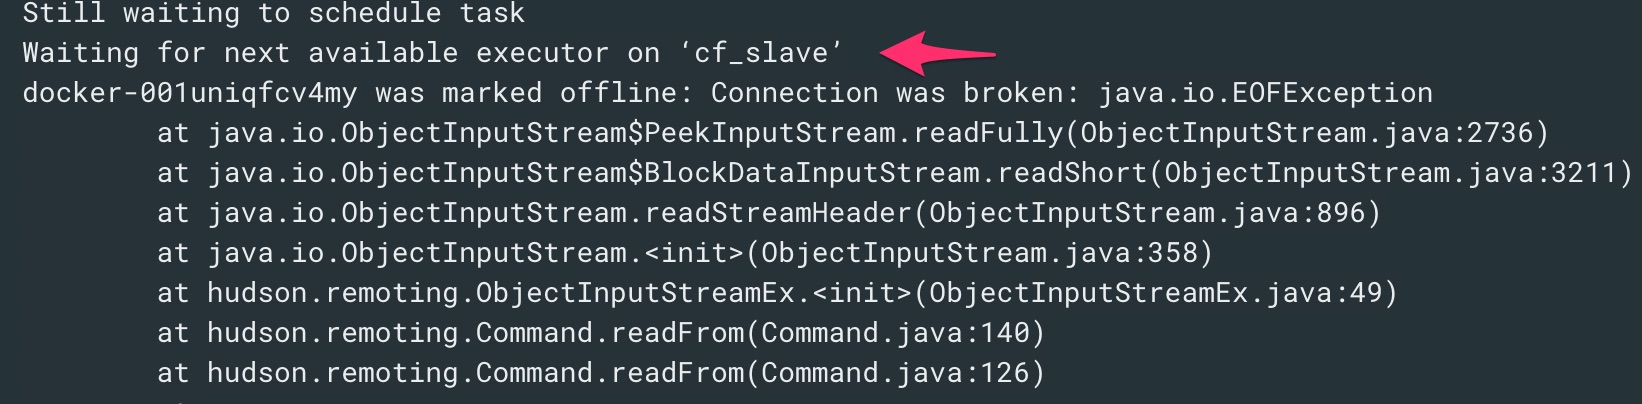 Still waiting to schedule task
Waiting for next available executor on ‘cf_slave’
docker-001uniqfcv4my was marked offline: Connection was broken: java.io.EOFException
at java.io.ObjectInputStream$PeekInputStream.readFully(ObjectInputStream.java:2736)
at java.io.ObjectInputStream$BlockDataInputStream.readShort(ObjectInputStream.java:3211)
at java.io.ObjectInputStream.readStreamHeader(ObjectInputStream.java:896)
at java.io.ObjectInputStream.<init>(ObjectInputStream.java:358)
at hudson.remoting.ObjectInputStreamEx.<init>(ObjectInputStreamEx.java:49)
at hudson.remoting.Command.readFrom(Command.java:140)
at hudson.remoting.Command.readFrom(Command.java:126)